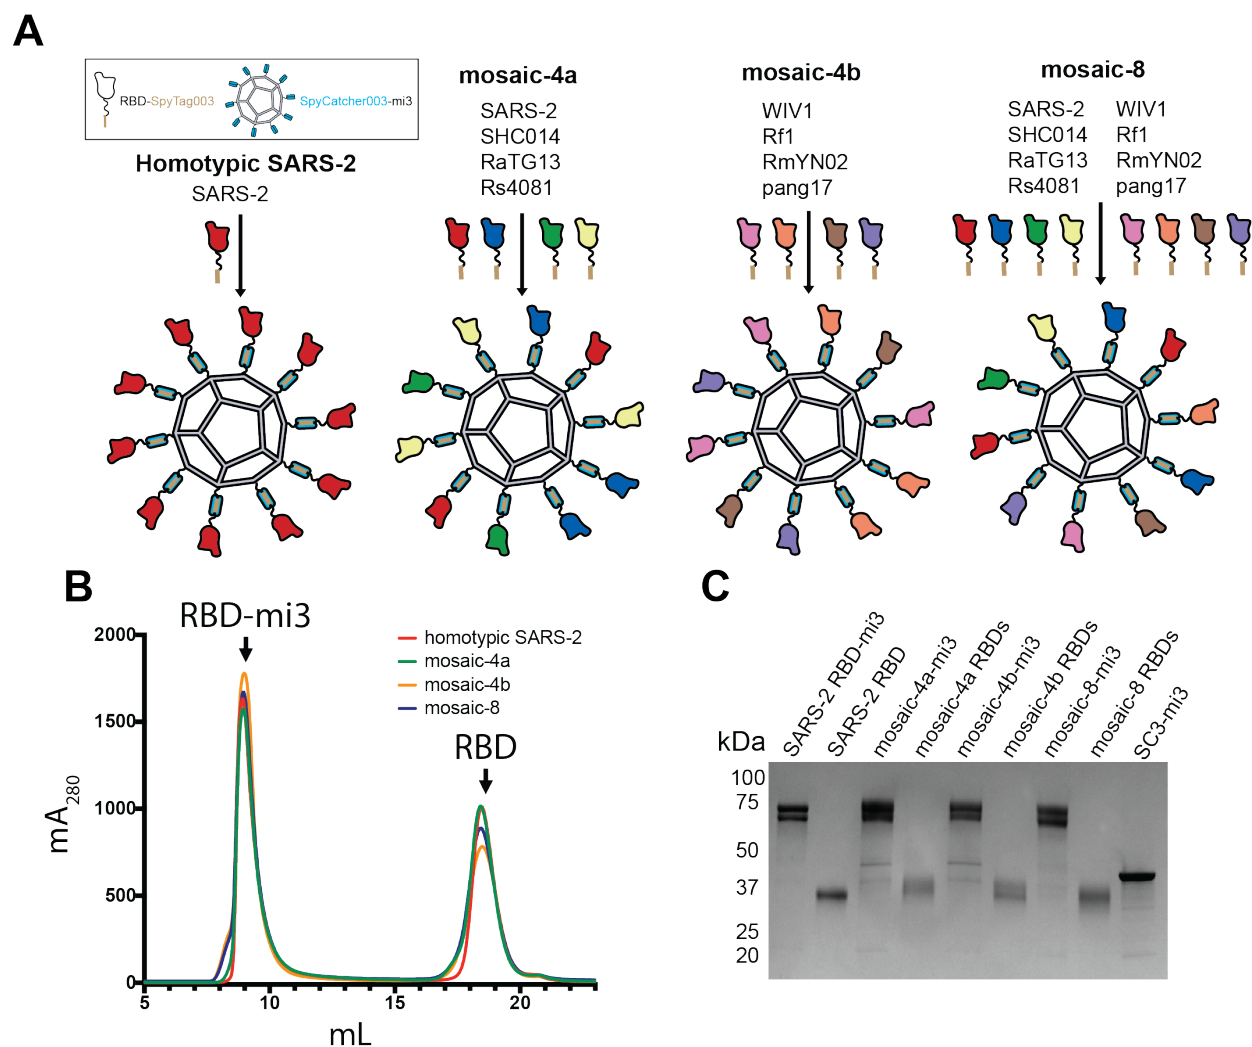 A
RBD-SpyTag003
SpyCatcher003-mi3
Homotypic SARS-2
SARS-2
mosaic-4a
SARS-2
SHC014
RaTG13
Rs4081
mosaic-4b
WIV1
Rf1
RmYN02
pang17
mosaic-8
SARS-2 WIV1
SHC014 Rf1
RaTG13 RmYN02
Rs4081 pang17
B
RBD-mi3
RBD
homotypic SARS-2
mosaic-4a
mosaic-4b
mosaic-8
2000
1500
1000
500
0
mA280
5 10 15 20
mL
C
SARS-2 RBD-mi3
SARS-2 RBD
mosaic-4a-mi3
mosaic-4a RBDs
mosaic-4b-mi3
mosaic-4b RBDs
mosaic-8-mi3
mosaic-8 RBDs
SC3-mi3
kDa
100
75
50
37
25
20